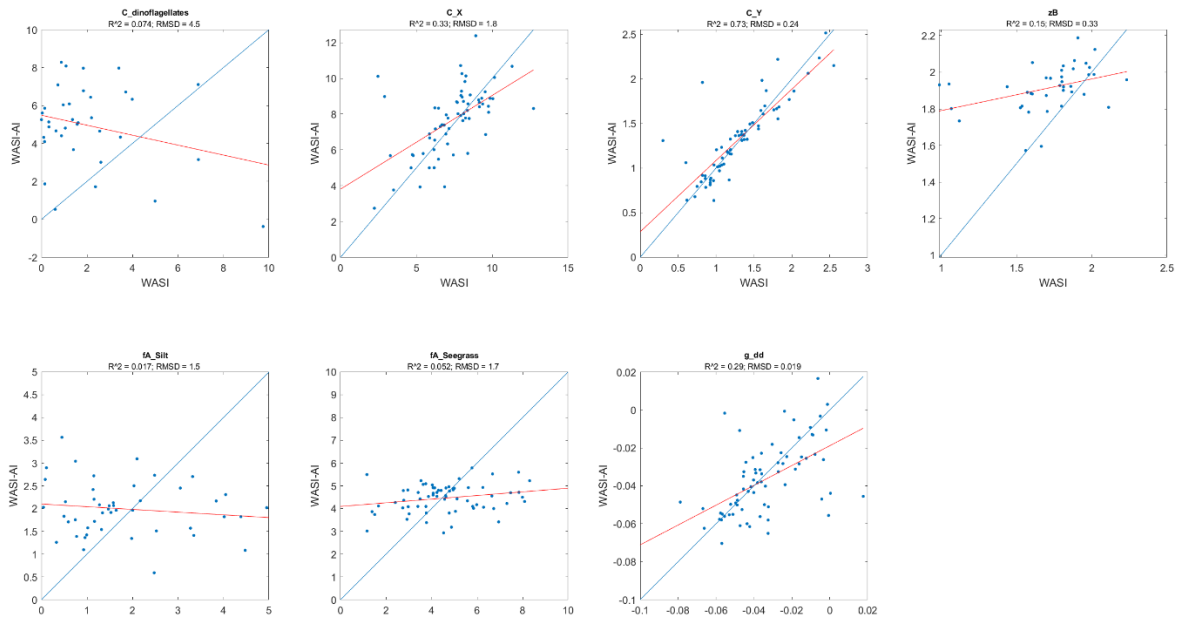 C_dinoflagellates
R^2 = 0.074; RMSD = 4.5
10
8
6
4
2
0
-2
WASI-AI
0 2 4 6 8 10
WASI
C_X
R^2 = 0.33; RMSD = 1.8
12
10
8
6
4
2
0
WASI-AI
0 5 10 15
WASI
C_Y
R^2 = 0.73; RMSD = 0.24
2.5
2
1.5
1
0.5
0
WASI-AI
0 0.5 1 1.5 2 2.5 3
WASI
zB
R^2 = 0.15; RMSD = 0.33
2.2
2
1.8
1.6
1.4
1.2
1
WASI-AI
1 1.5 2 2.5
WASI
fA_Silt
R^2 = 0.017; RMSD = 1.5
5
4.5
4
3.5
3
2.5
2
1.5
1
0.5
0
WASI-AI
0 1 2 3 4 5
fA_Seegrass
R^2 = 0.052; RMSD = 1.7
10
9
8
7
6
5
4
3
2
1
0
WASI-AI
0 2 4 6 8 10
g_dd
R^2 = 0.29; RMSD = 0.019
0.02
0
-0.02
-0.04
-0.06
-0.08
-0.1
WASI-AI
-0.1 -0.08 -0.06 -0.04 -0.02 0 0.02